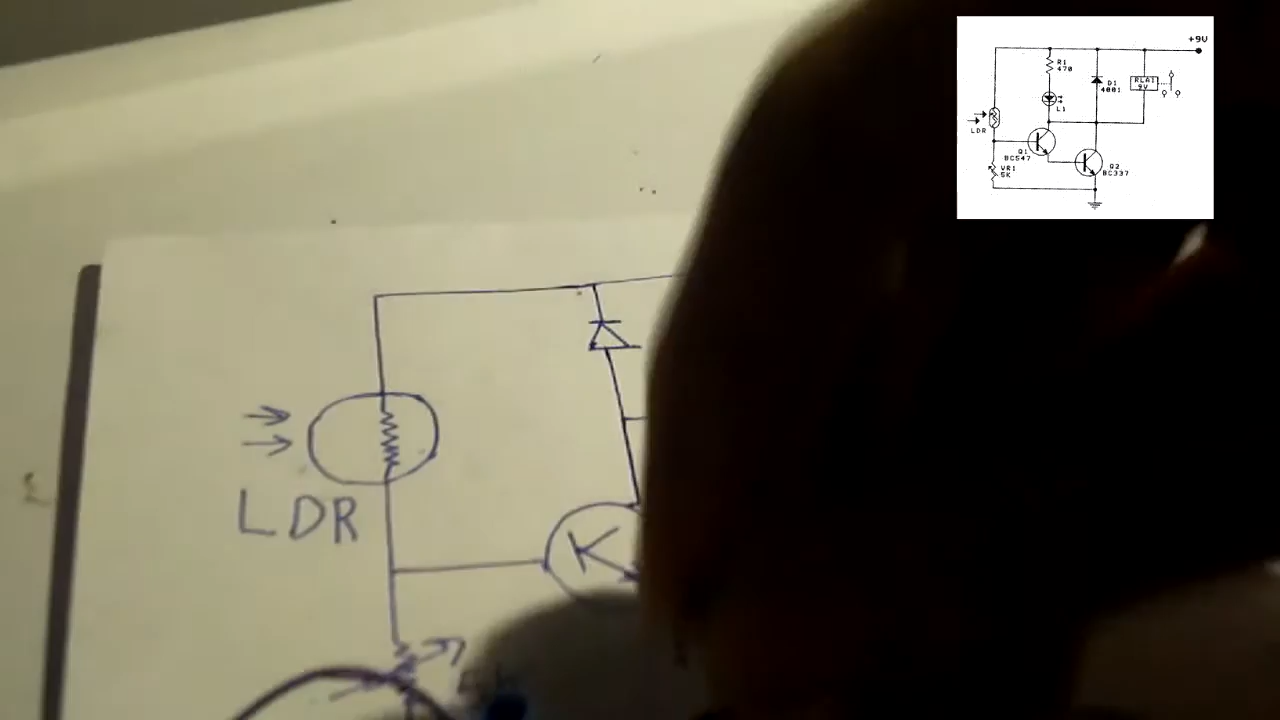 +9V
R1
470
D1
4001
RLA1
9V
L1
LDR
Q1
BC547
Q2
BC337
VR1
5K
LDR